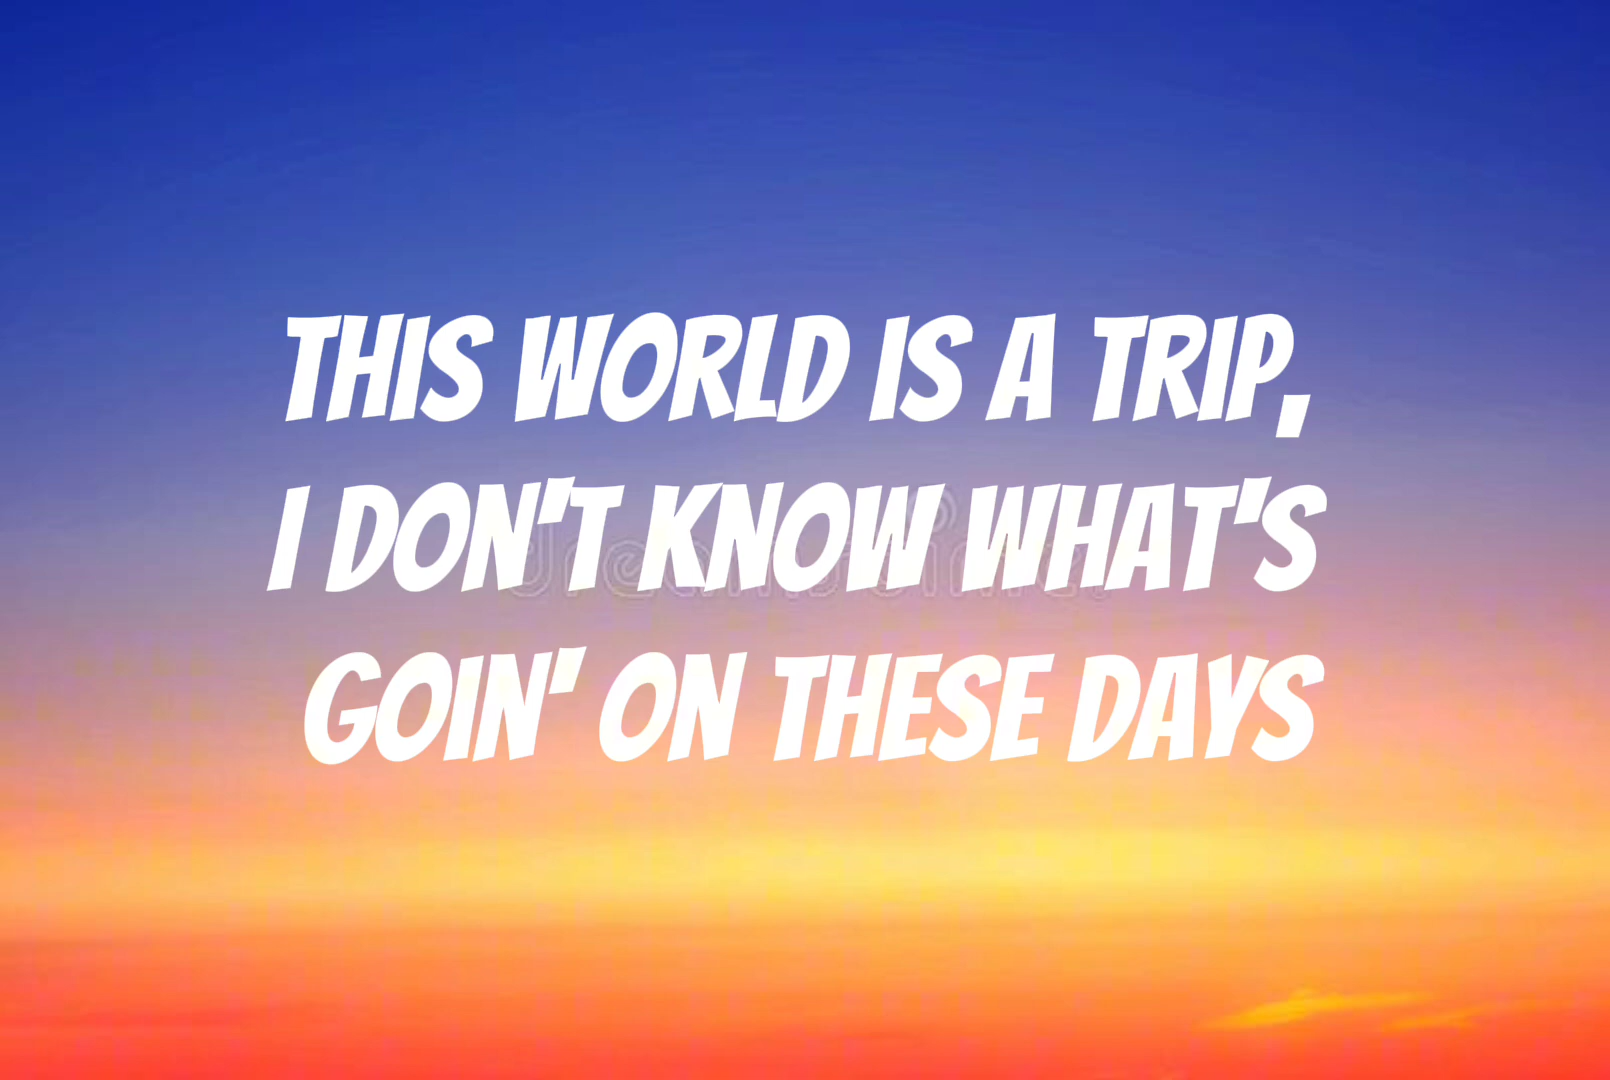 THIS WORLD IS A TRIP,
I DON'T KNOW WHAT'S
GOIN' ON THESE DAYS